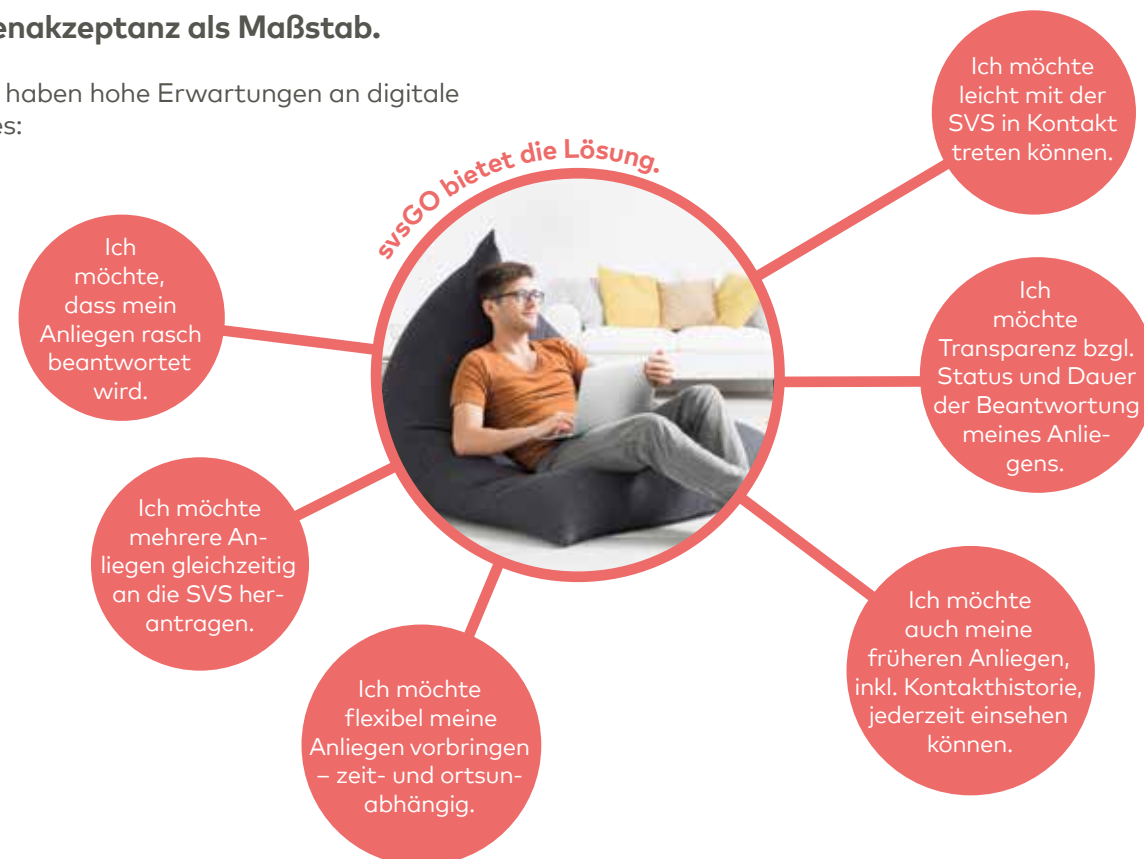 enakzeptanz als Maßstab.
haben hohe Erwartungen an digitale
es:
svsGO bietet die Lösung.
Ich möchte
leicht mit der
SVS in Kontakt
treten können.
Ich
möchte
Transparenz bzgl.
Status und Dauer
der Beantwortung
meines Anlie-
gens.
Ich möchte
auch meine
früheren Anliegen,
inkl. Kontakthistorie,
jederzeit einsehen
können.
Ich möchte
flexibel meine
Anliegen vorbringen
– zeit- und ortsun-
abhängig.
Ich möchte
mehrere An-
liegen gleichzeitig
an die SVS her-
antragen.
Ich
möchte,
dass mein
Anliegen rasch
beantwortet
wird.